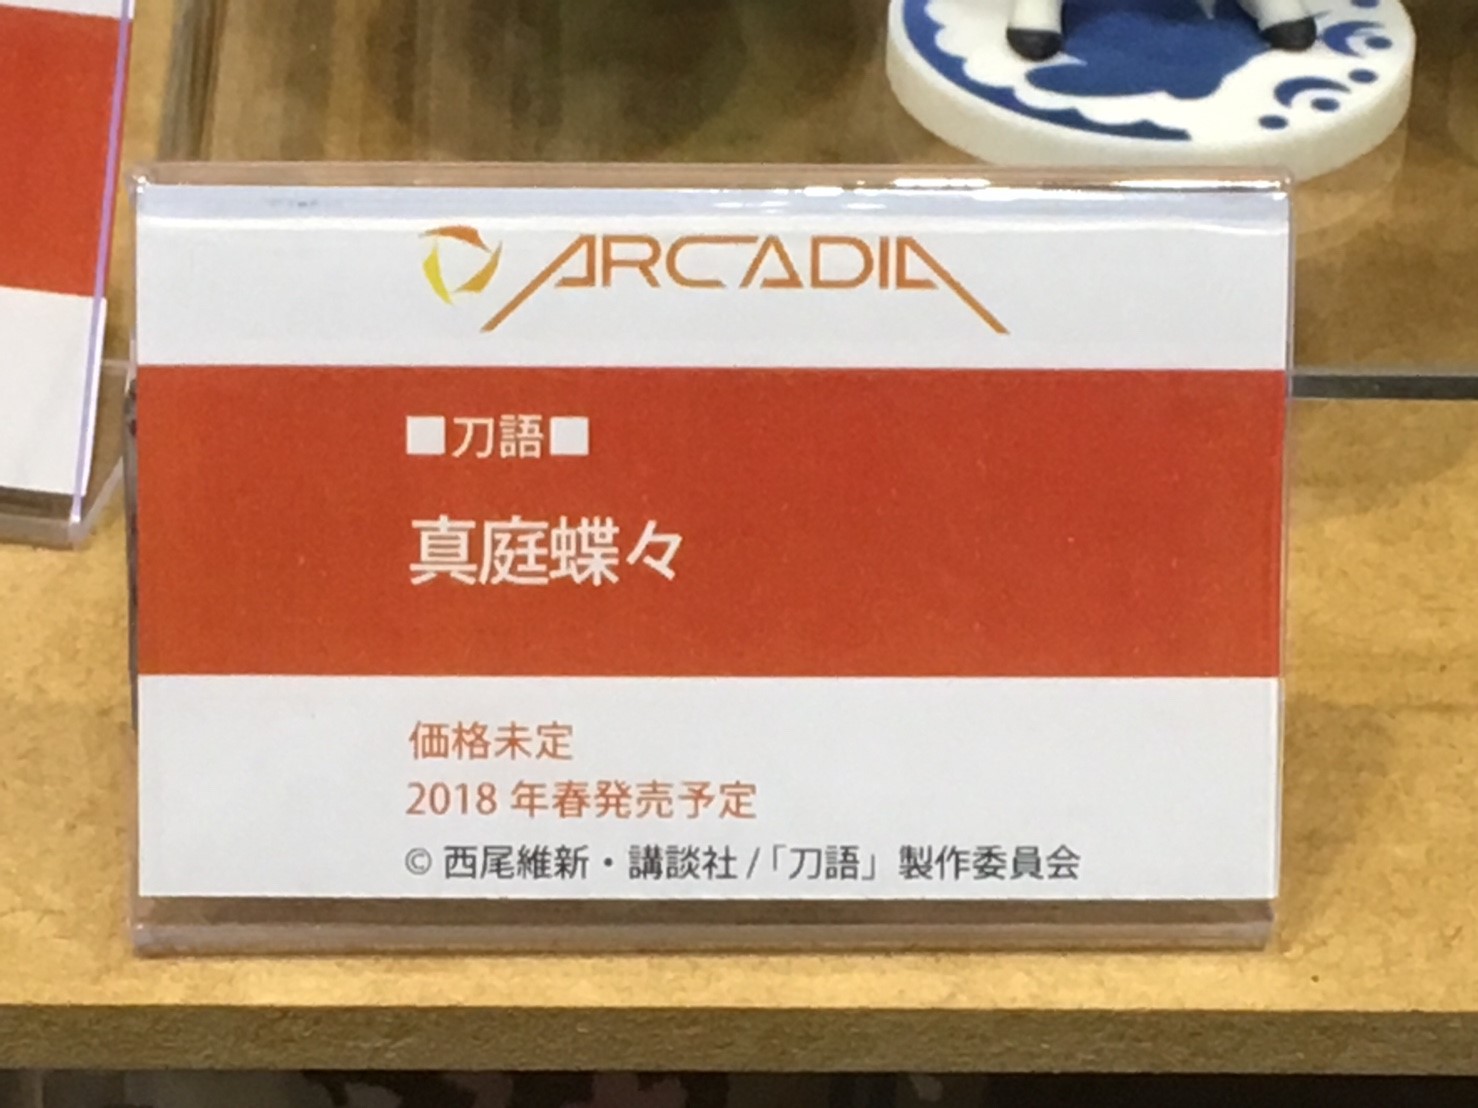 ARCADIA
■刀語■
真庭蝶々
価格未定
2018 年春発売予定
© 西尾維新・講談社 /「刀語」製作委員会